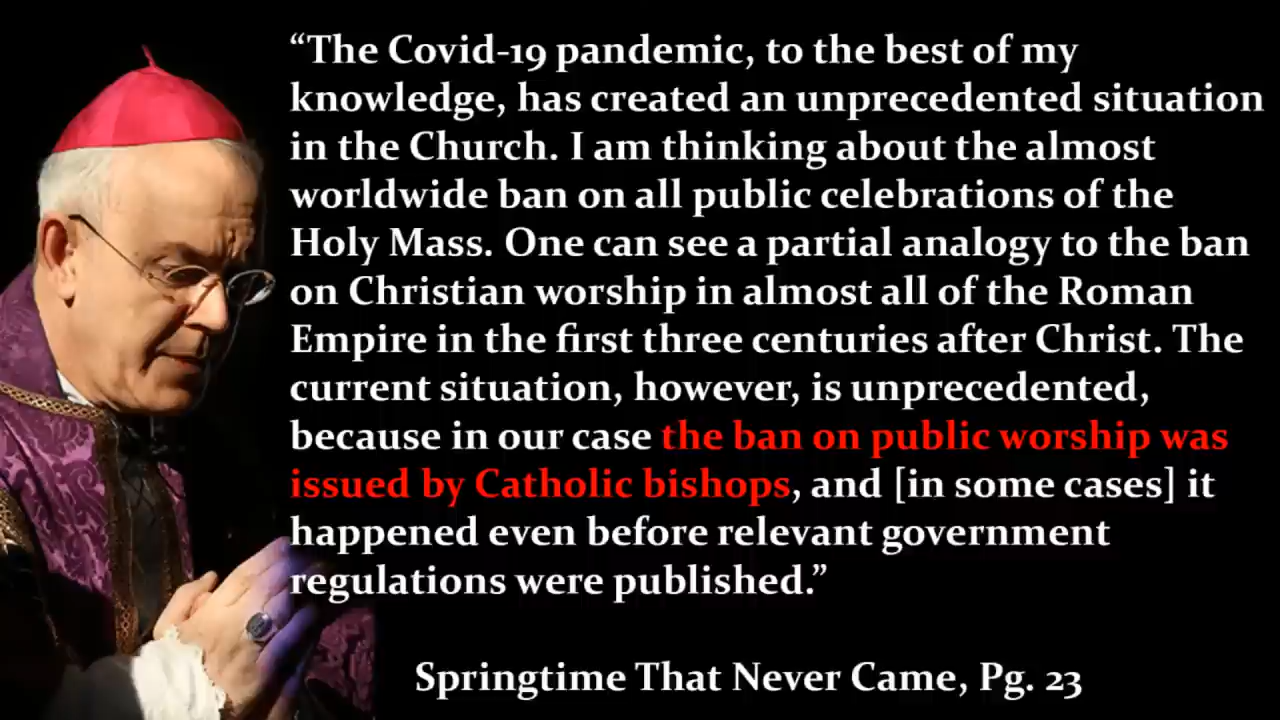 “The Covid-19 pandemic, to the best of my
knowledge, has created an unprecedented situation
in the Church. I am thinking about the almost
worldwide ban on all public celebrations of the
Holy Mass. One can see a partial analogy to the ban
on Christian worship in almost all of the Roman
Empire in the first three centuries after Christ. The
current situation, however, is unprecedented,
because in our case the ban on public worship was
issued by Catholic bishops, and [in some cases] it
happened even before relevant government
regulations were published.”
Springtime That Never Came, Pg. 23